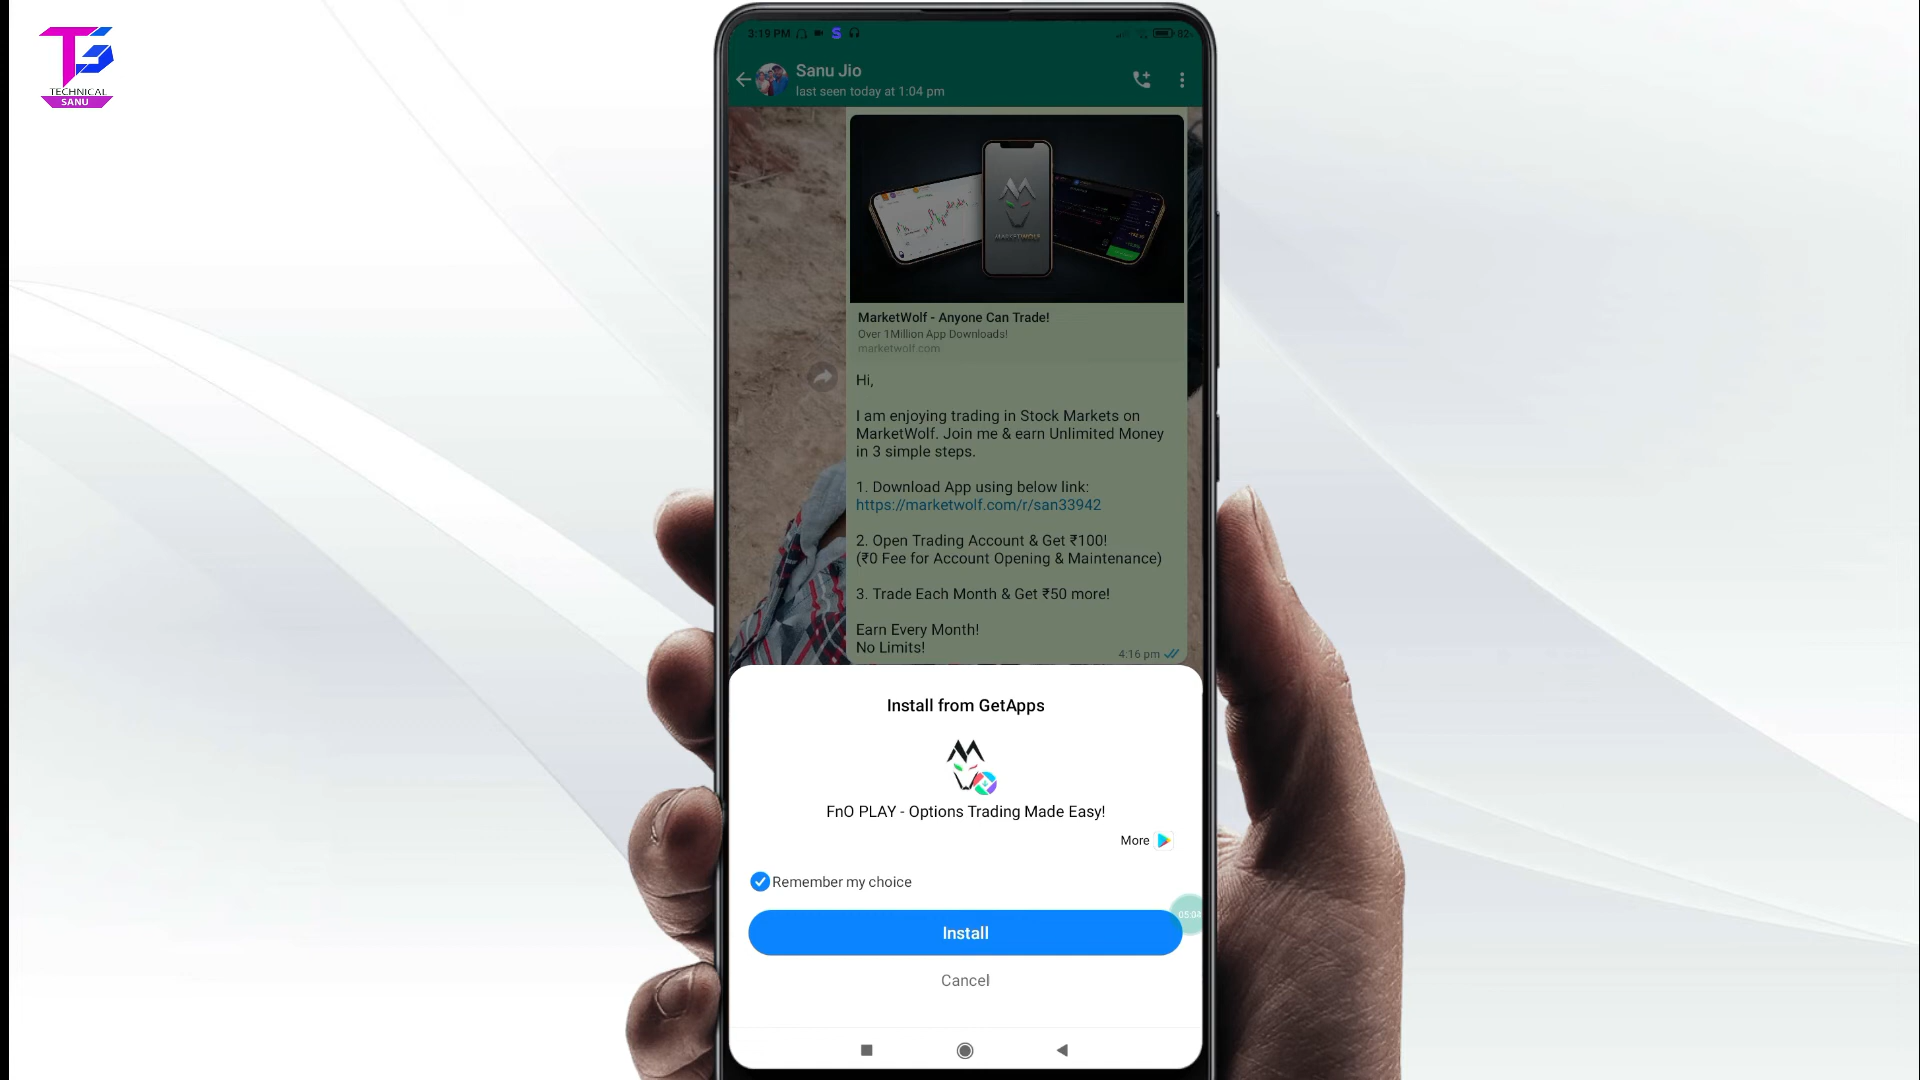 TECHNICAL
SANU
3:19 PM
82
Sanu Jio
last seen today at 1:04 pm
MARKETWOLF
MarketWolf - Anyone Can Trade!
Over 1Million App Downloads!
marketwolf.com
Hi,
I am enjoying trading in Stock Markets on
MarketWolf. Join me & earn Unlimited Money
in 3 simple steps.
1. Download App using below link:
https://marketwolf.com/r/san33942
2. Open Trading Account & Get ₹100!
(₹0 Fee for Account Opening & Maintenance)
3. Trade Each Month & Get ₹50 more!
Earn Every Month!
No Limits!
4:16 pm
Install from GetApps
FnO PLAY - Options Trading Made Easy!
More
Remember my choice
05:04
Install
Cancel